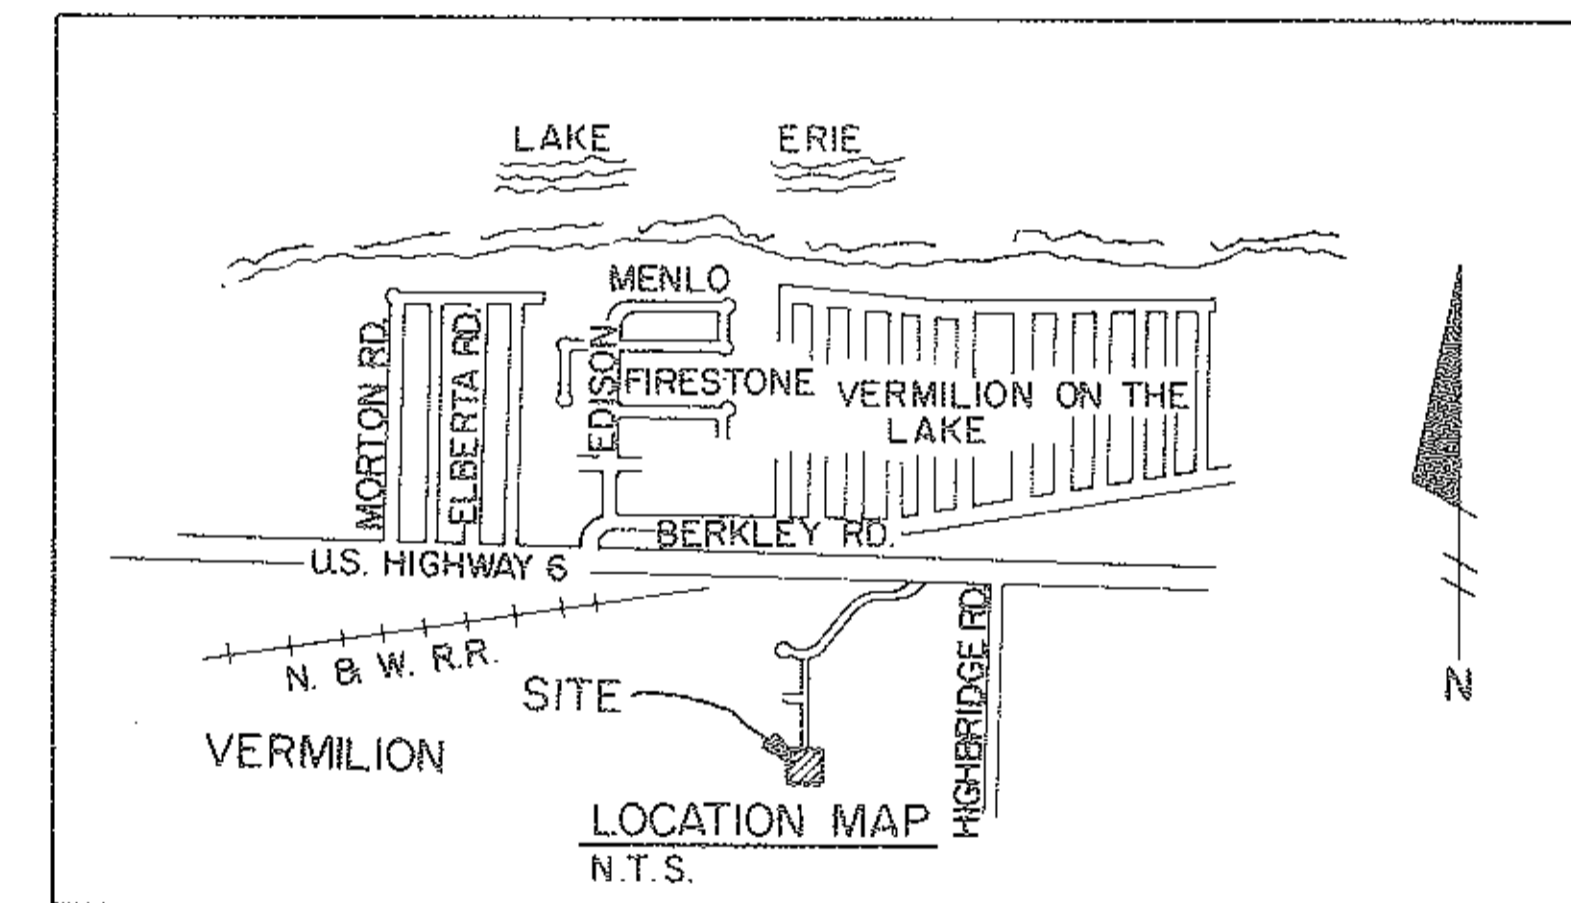 LAKE ERIE
MENLO
MORTON RD.
ELBERTA RD.
EDISON
FIRESTONE
VERMILION ON THE
LAKE
BERKLEY RD.
U.S. HIGHWAY 6
N. & W. R.R.
HIGHBRIDGE RD.
SITE
VERMILION
N
LOCATION MAP
N.T.S.